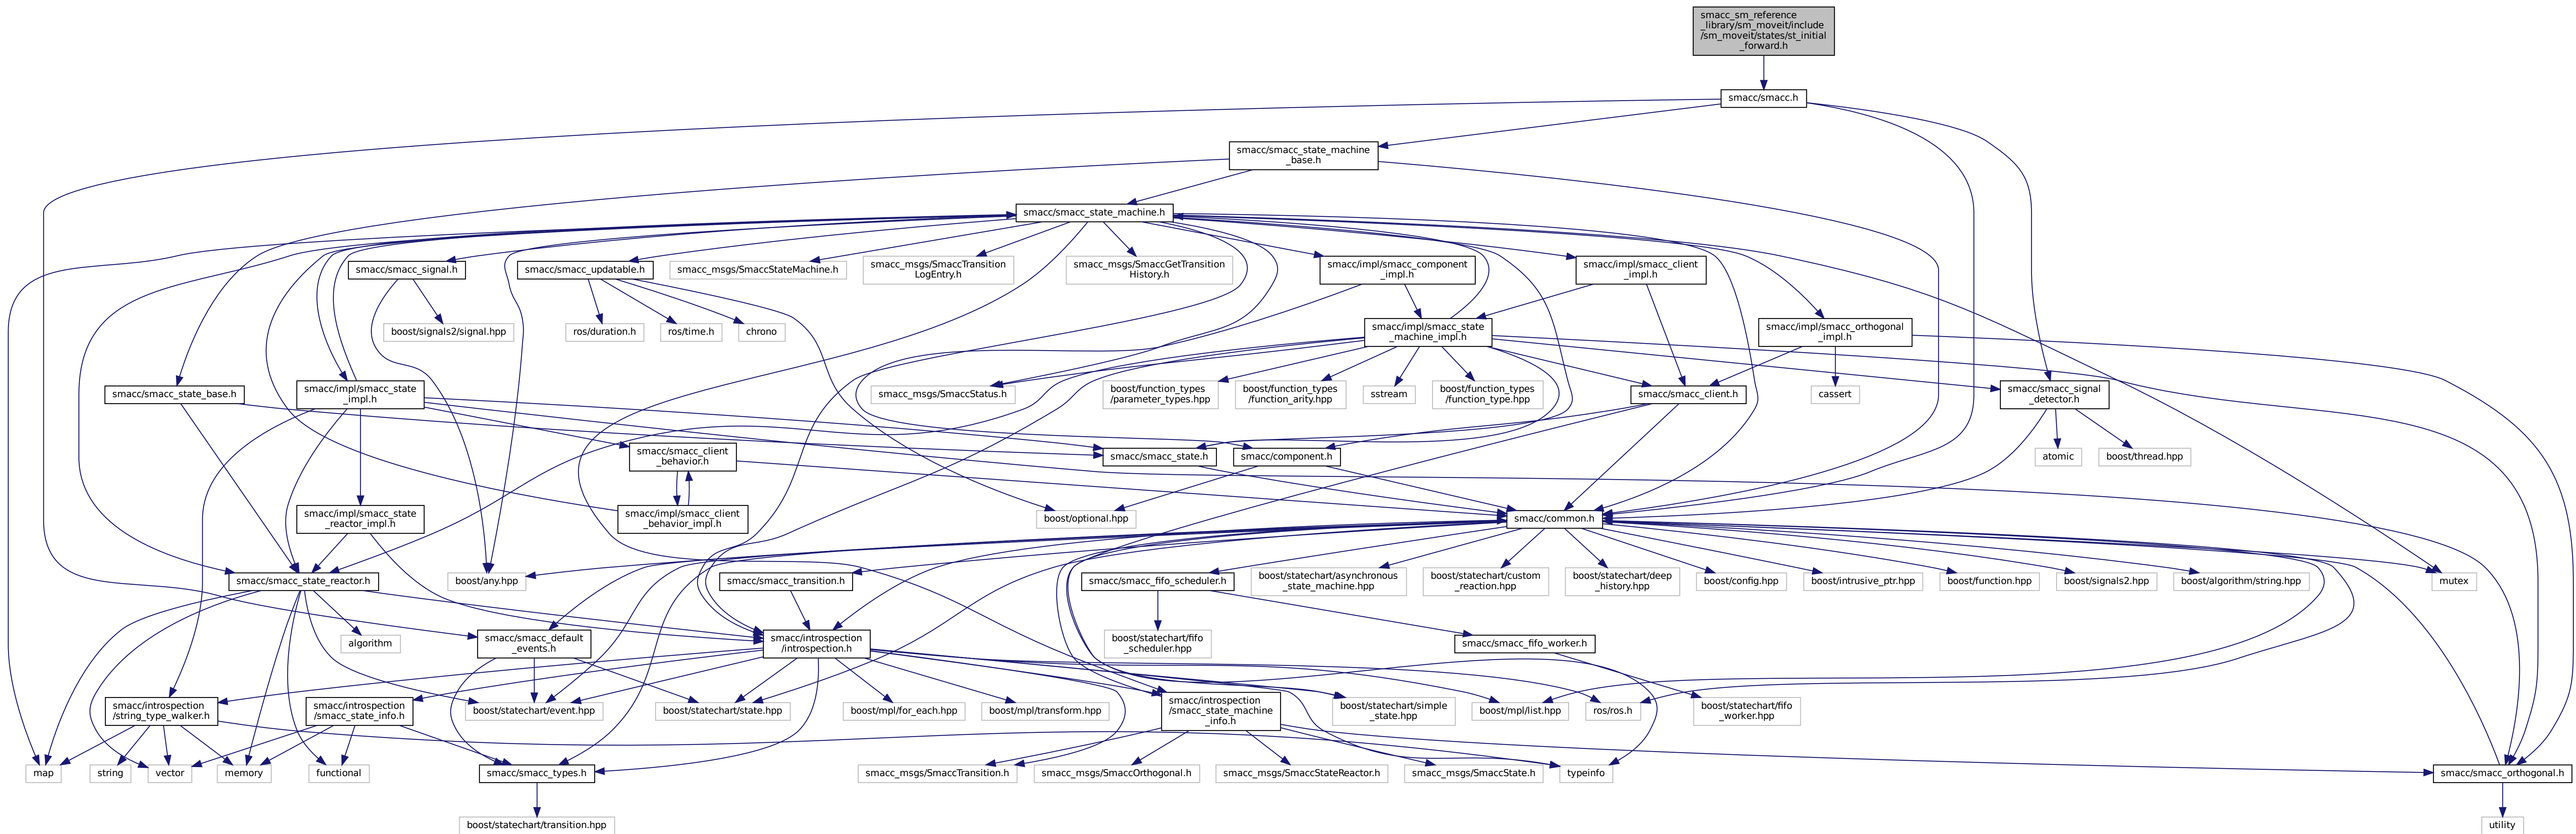 smacc_sm_reference
_library/sm_moveit/include
/sm_moveit/states/st_initial
_forward.h
smacc/smacc.h
smacc/smacc_state_machine
_base.h
smacc/smacc_state_machine.h
smacc/smacc_signal.h
smacc/smacc_updatable.h
smacc_msgs/SmaccStateMachine.h
smacc_msgs/SmaccTransition
LogEntry.h
smacc_msgs/SmaccGetTransition
History.h
smacc/impl/smacc_component
_impl.h
smacc/impl/smacc_client
_impl.h
boost/signals2/signal.hpp
ros/duration.h
ros/time.h
chrono
smacc/impl/smacc_state
_machine_impl.h
smacc/impl/smacc_orthogonal
_impl.h
smacc/smacc_state_base.h
smacc/impl/smacc_state
_impl.h
smacc_msgs/SmaccStatus.h
boost/function_types
/parameter_types.hpp
boost/function_types
/function_arity.hpp
sstream
boost/function_types
/function_type.hpp
smacc/smacc_client.h
cassert
smacc/smacc_signal
_detector.h
smacc/smacc_client
_behavior.h
smacc/smacc_state.h
smacc/component.h
atomic
boost/thread.hpp
smacc/impl/smacc_state
_reactor_impl.h
smacc/impl/smacc_client
_behavior_impl.h
boost/optional.hpp
smacc/common.h
smacc/smacc_state_reactor.h
boost/any.hpp
smacc/smacc_transition.h
smacc/smacc_fifo_scheduler.h
boost/statechart/asynchronous
_state_machine.hpp
boost/statechart/custom
_reaction.hpp
boost/statechart/deep
_history.hpp
boost/config.hpp
boost/intrusive_ptr.hpp
boost/function.hpp
boost/signals2.hpp
boost/algorithm/string.hpp
mutex
algorithm
smacc/smacc_default
_events.h
smacc/introspection
/introspection.h
boost/statechart/fifo
_scheduler.hpp
smacc/smacc_fifo_worker.h
smacc/introspection
/string_type_walker.h
smacc/introspection
/smacc_state_info.h
boost/statechart/event.hpp
boost/statechart/state.hpp
boost/mpl/for_each.hpp
boost/mpl/transform.hpp
smacc/introspection
/smacc_state_machine
_info.h
boost/statechart/simple
_state.hpp
boost/mpl/list.hpp
ros/ros.h
boost/statechart/fifo
_worker.hpp
map
string
vector
memory
functional
smacc/smacc_types.h
smacc_msgs/SmaccTransition.h
smacc_msgs/SmaccOrthogonal.h
smacc_msgs/SmaccStateReactor.h
smacc_msgs/SmaccState.h
typeinfo
smacc/smacc_orthogonal.h
boost/statechart/transition.hpp
utility